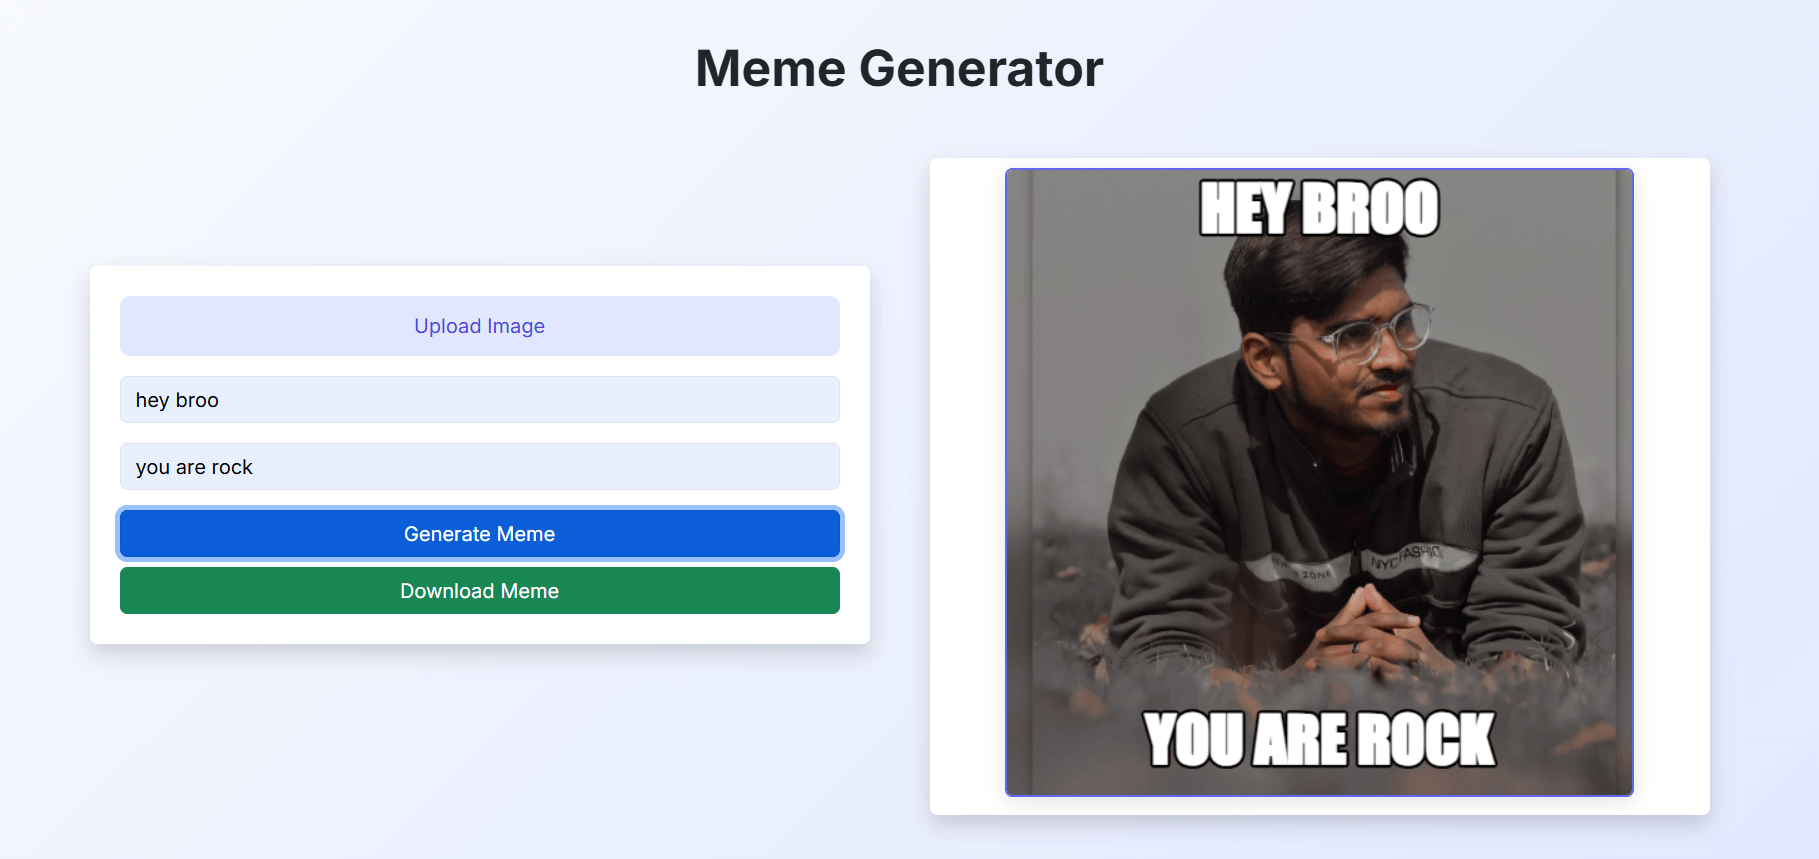 Meme Generator
Upload Image
hey broo
you are rock
Generate Meme
Download Meme
HEY BROO
NYC FASHION
ZONE
YOU ARE ROCK